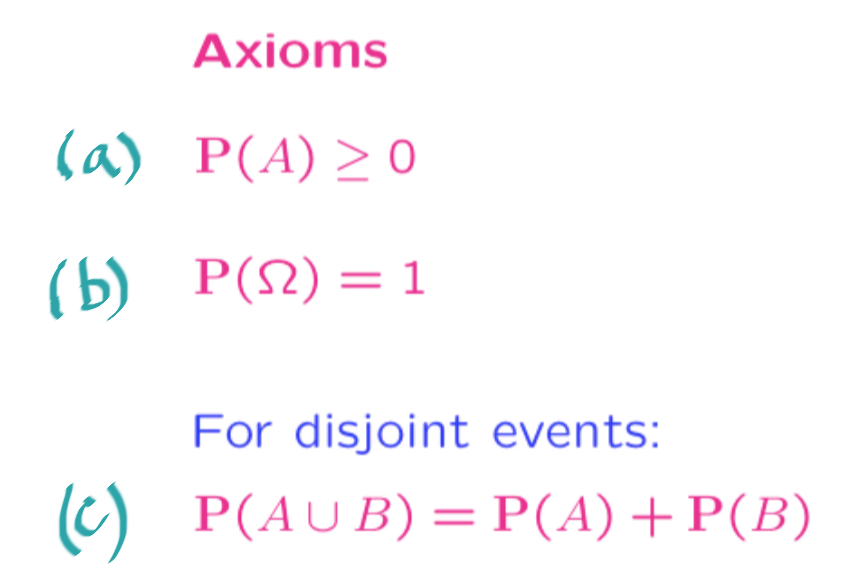 Axioms
(a) P(A) ≥ 0
(b) P(Ω) = 1
For disjoint events:
(c) P(A ∪ B) = P(A) + P(B)